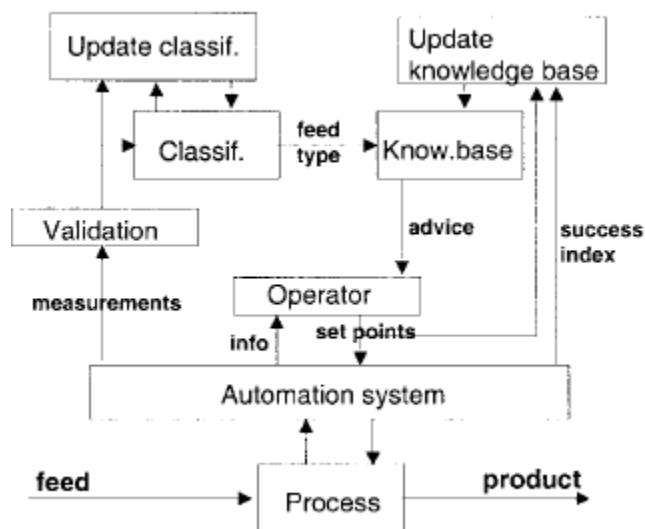 Update classif.
Update
knowledge base
Classif.
feed
type
Know.base
Validation
advice
success
index
measurements
Operator
info
set points
Automation system
feed
Process
product